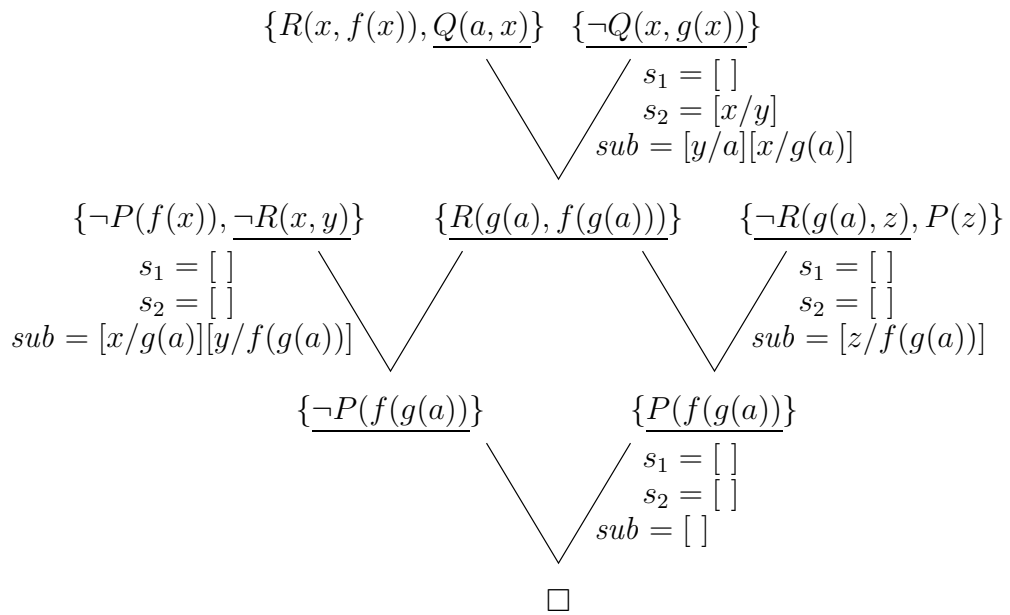 {R(x, f(x)), Q(a, x)} {¬Q(x, g(x))}
s₁ = [ ]
s₂ = [x/y]
sub = [y/a][x/g(a)]
{¬P(f(x)), ¬R(x, y)} {R(g(a), f(g(a)))} {¬R(g(a), z), P(z)}
s₁ = [ ] s₁ = [ ]
s₂ = [ ] s₂ = [ ]
sub = [x/g(a)][y/f(g(a))] sub = [z/f(g(a))]
{¬P(f(g(a))} {P(f(g(a))}
s₁ = [ ]
s₂ = [ ]
sub = [ ]
□